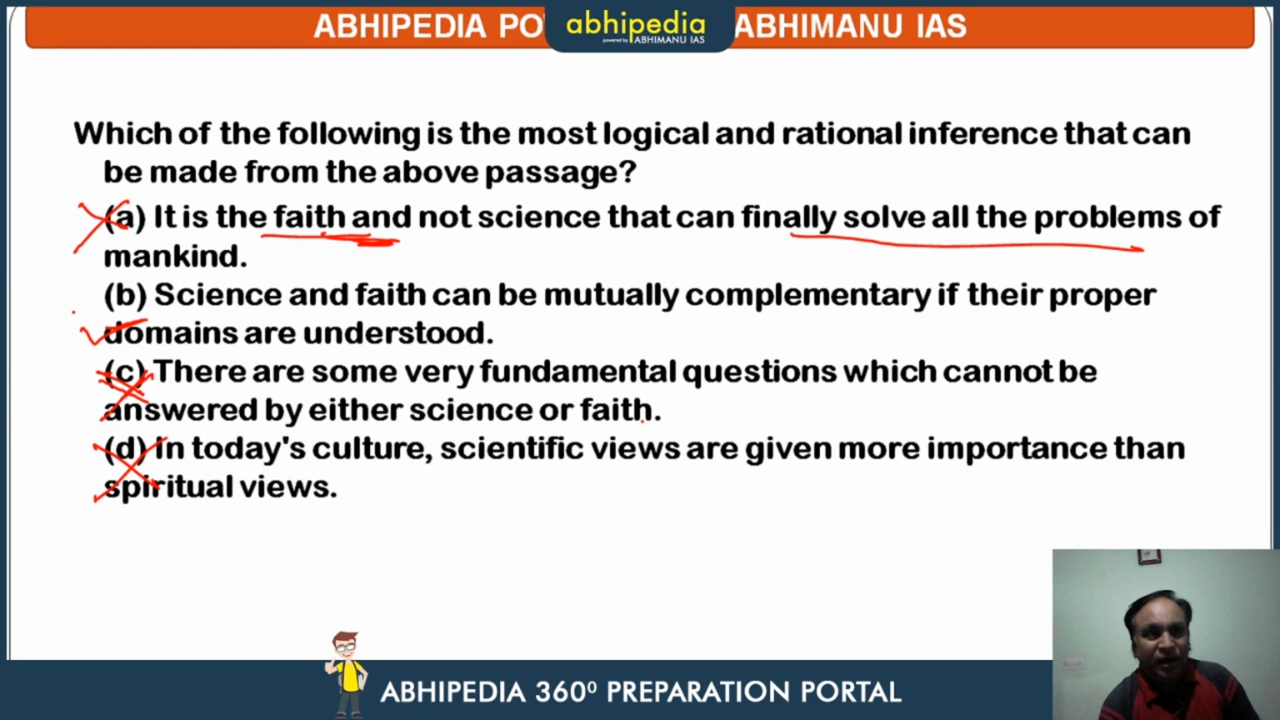 ABHIPEDIA PO
abhipedia
powered by ABHIMANU IAS
ABHIMANU IAS
Which of the following is the most logical and rational inference that can
be made from the above passage?
(a) It is the faith and not science that can finally solve all the problems of
mankind.
(b) Science and faith can be mutually complementary if their proper
domains are understood.
(c) There are some very fundamental questions which cannot be
answered by either science or faith.
(d) In today's culture, scientific views are given more importance than
spiritual views.
ABHIPEDIA 360⁰ PREPARATION PORTAL